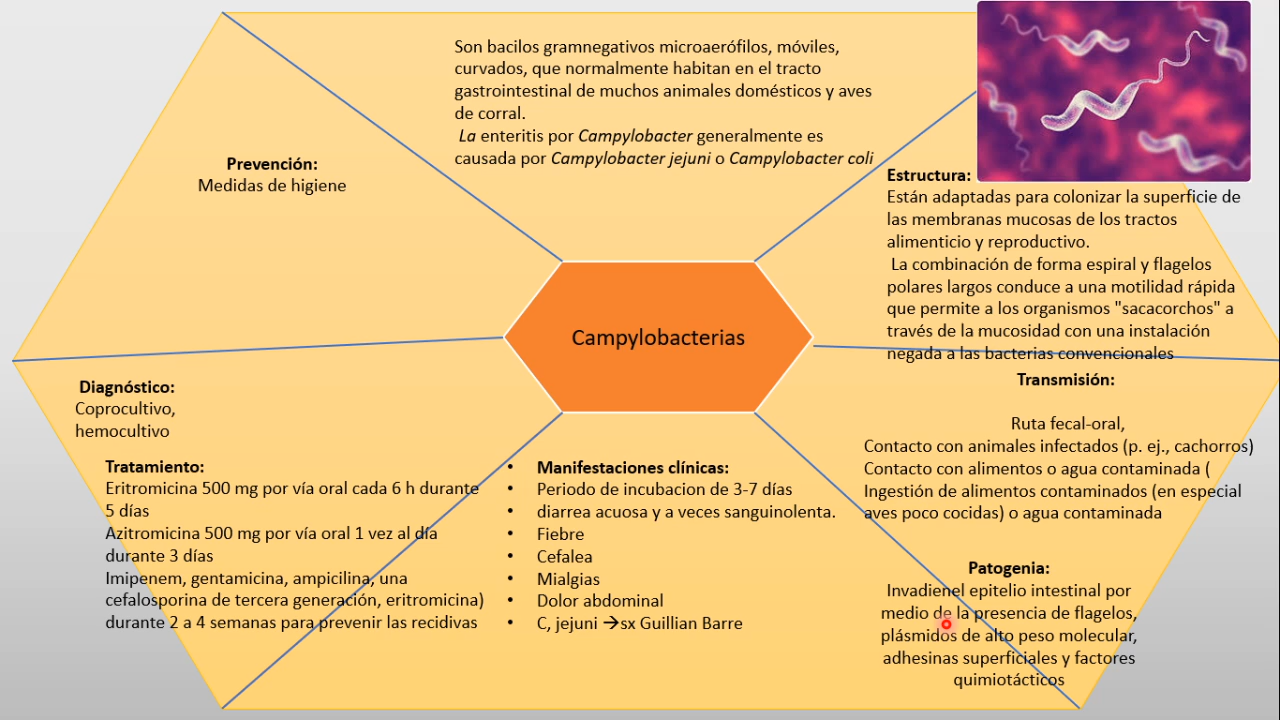 Son bacilos gramnegativos microaerófilos, móviles,
curvados, que normalmente habitan en el tracto
gastrointestinal de muchos animales domésticos y aves
de corral.
La enteritis por Campylobacter generalmente es
causada por Campylobacter jejuni o Campylobacter coli
Prevención:
Medidas de higiene
Estructura:
Están adaptadas para colonizar la superficie de
las membranas mucosas de los tractos
alimenticio y reproductivo.
La combinación de forma espiral y flagelos
polares largos conduce a una motilidad rápida
que permite a los organismos "sacacorchos" a
través de la mucosidad con una instalación
negada a las bacterias convencionales
Campylobacterias
Diagnóstico:
Coprocultivo,
hemocultivo
Tratamiento:
Eritromicina 500 mg por vía oral cada 6 h durante
5 días
Azitromicina 500 mg por vía oral 1 vez al día
durante 3 días
Imipenem, gentamicina, ampicilina, una
cefalosporina de tercera generación, eritromicina)
durante 2 a 4 semanas para prevenir las recidivas
• Manifestaciones clínicas:
• Periodo de incubacion de 3-7 días
• diarrea acuosa y a veces sanguinolenta.
• Fiebre
• Cefalea
• Mialgias
• Dolor abdominal
• C, jejuni →sx Guillian Barre
Transmisión:
Ruta fecal-oral,
Contacto con animales infectados (p. ej., cachorros)
Contacto con alimentos o agua contaminada (
Ingestión de alimentos contaminados (en especial
aves poco cocidas) o agua contaminada
Patogenia:
Invadienel epitelio intestinal por
medio de la presencia de flagelos,
plásmidos de alto peso molecular,
adhesinas superficiales y factores
quimiotácticos